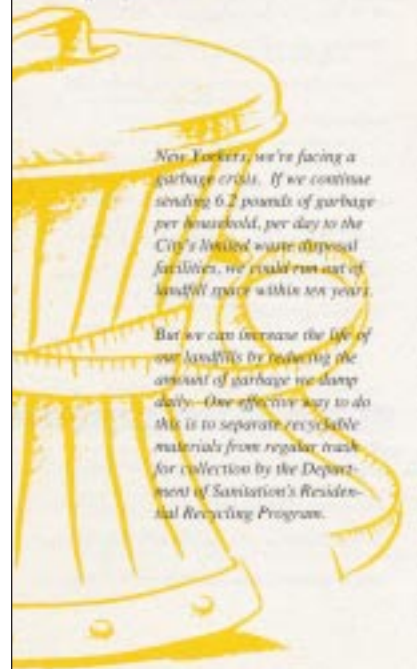 New Yorkers, we're facing a
garbage crisis. If we continue
sending 6.2 pounds of garbage
per household, per day to the
City's limited waste disposal
facilities, we could run out of
landfill space within ten years.
But we can increase the life of
our landfills by reducing the
amount of garbage we dump
daily. One effective way to do
this is to separate recyclable
materials from regular trash
for collection by the Depart-
ment of Sanitation's Residen-
tial Recycling Program.